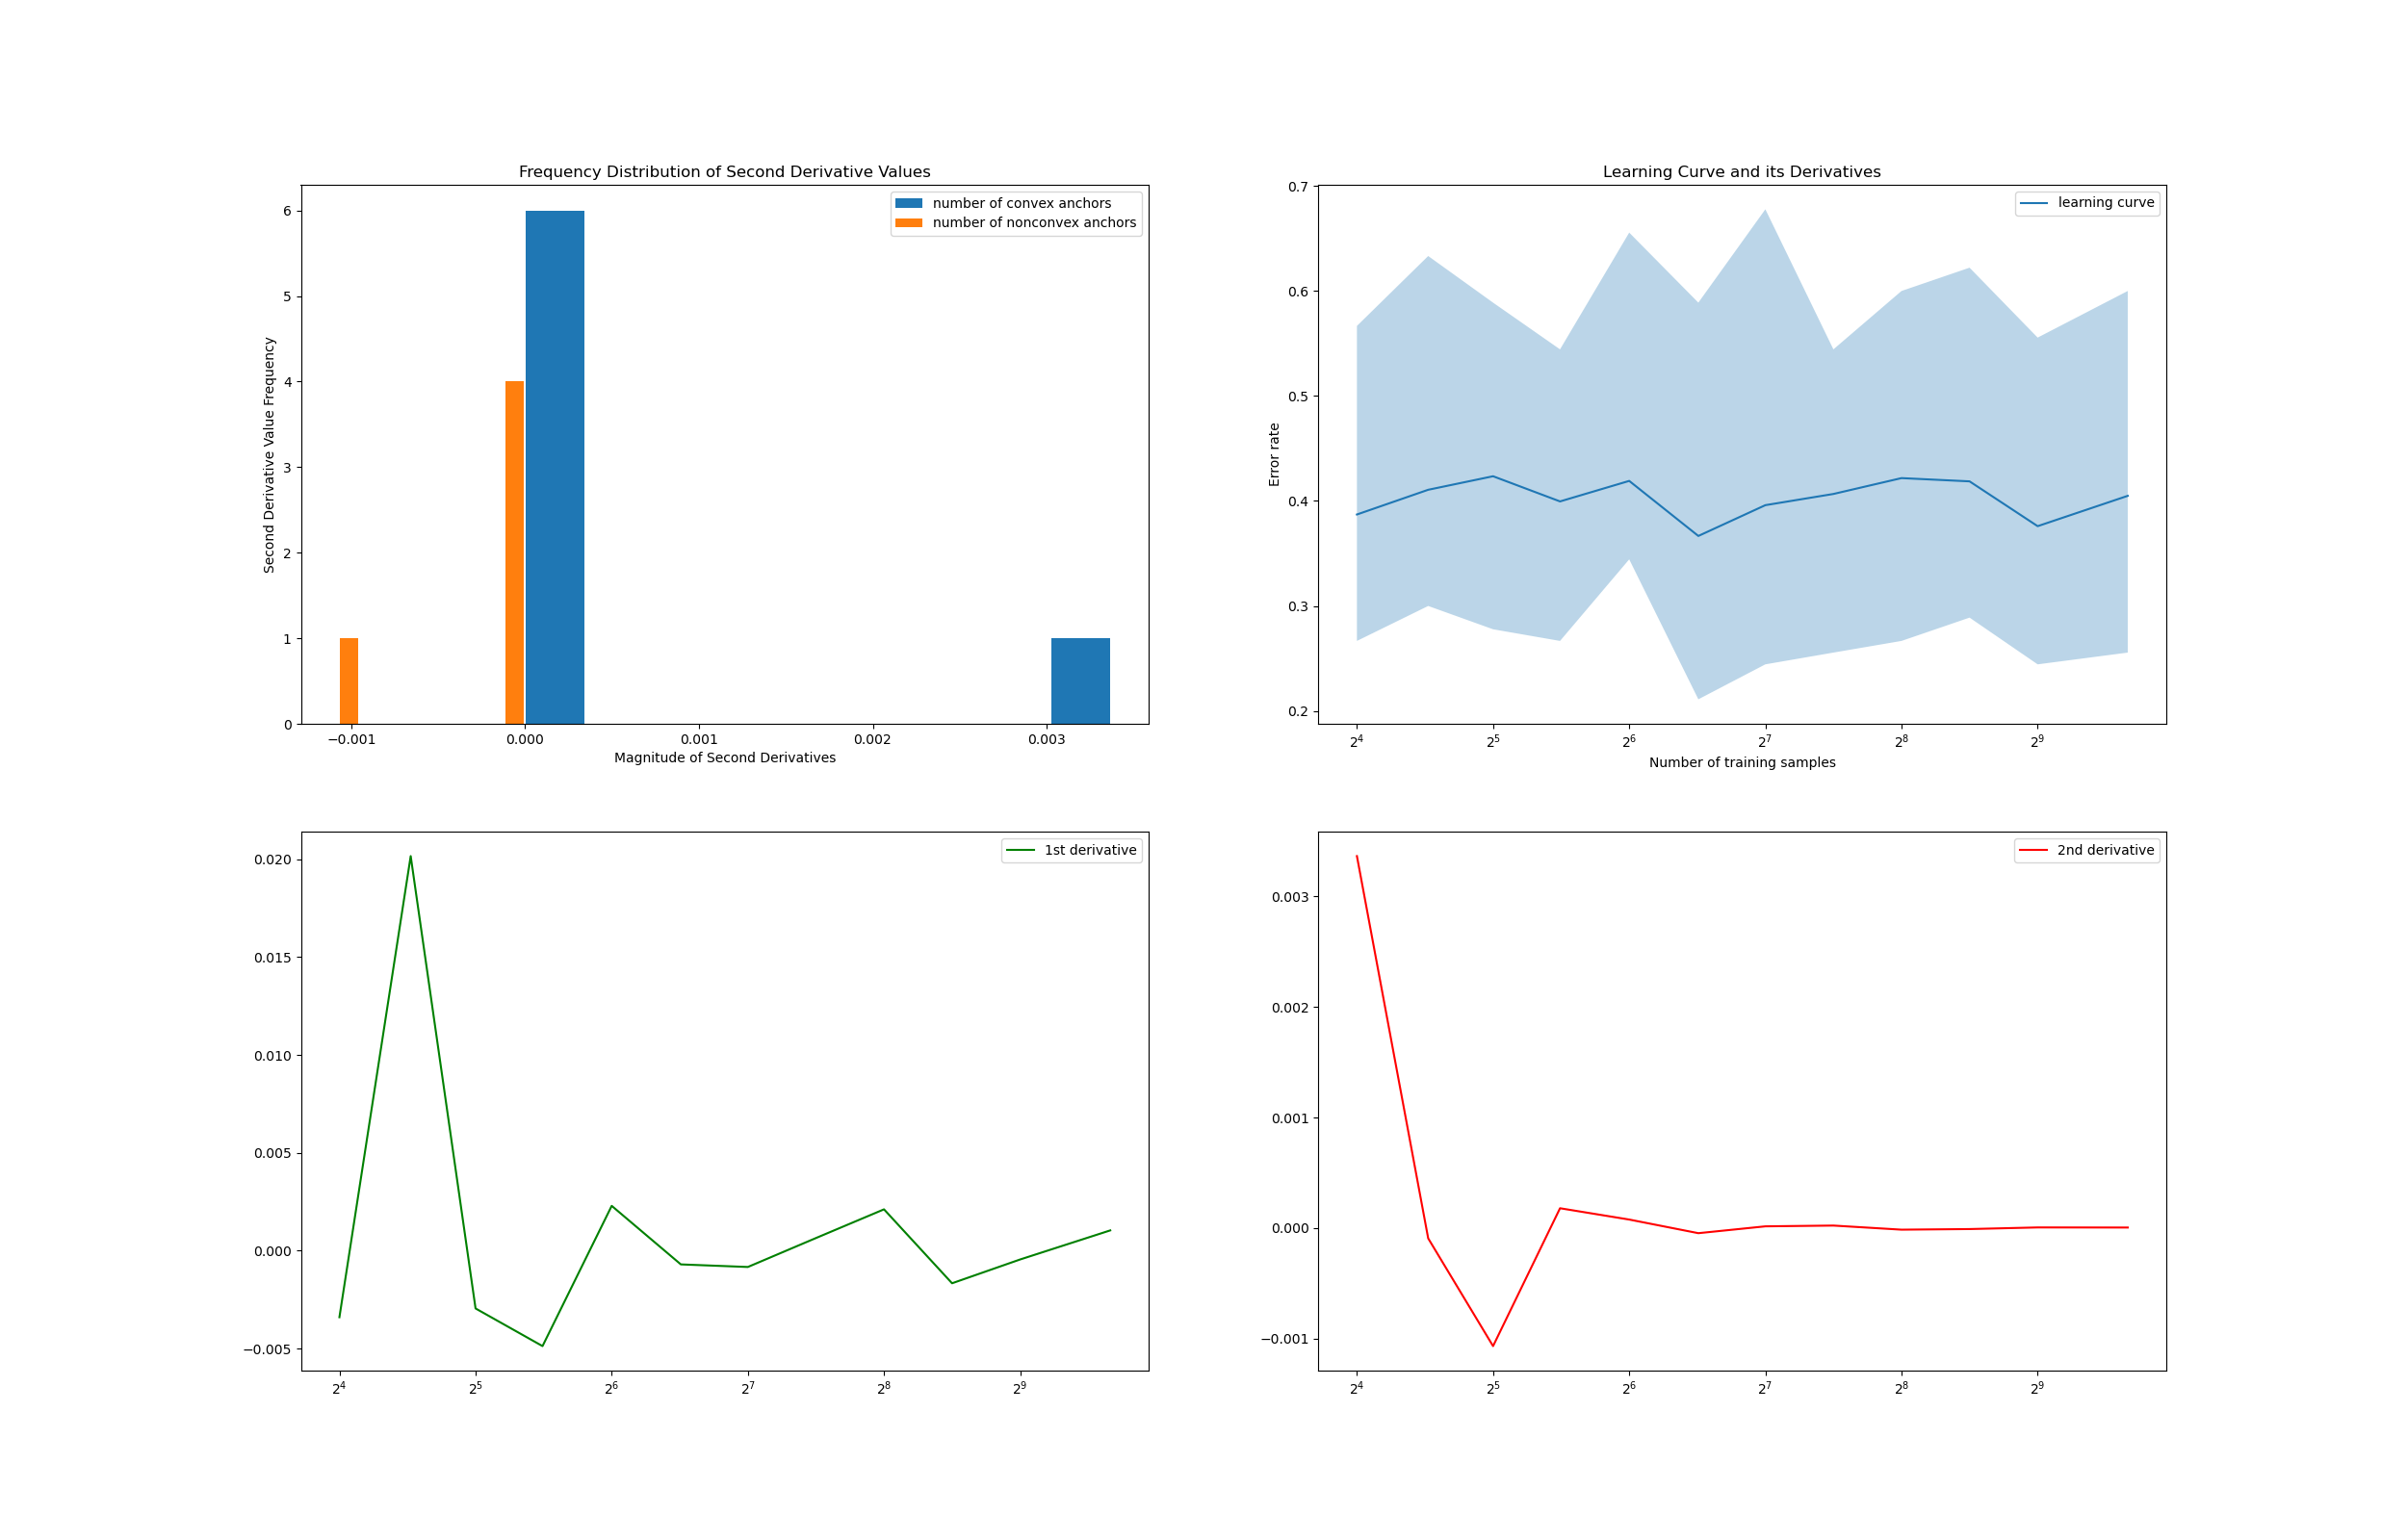 Frequency Distribution of Second Derivative Values
number of convex anchors
number of nonconvex anchors
6
5
4
3
2
1
0
Second Derivative Value Frequency
−0.001 0.000 0.001 0.002 0.003
Magnitude of Second Derivatives
Learning Curve and its Derivatives
learning curve
0.7
0.6
0.5
0.4
0.3
0.2
Error rate
2⁴ 2⁵ 2⁶ 2⁷ 2⁸ 2⁹
Number of training samples
1st derivative
0.020
0.015
0.010
0.005
0.000
−0.005
2⁴ 2⁵ 2⁶ 2⁷ 2⁸ 2⁹
2nd derivative
0.003
0.002
0.001
0.000
−0.001
2⁴ 2⁵ 2⁶ 2⁷ 2⁸ 2⁹